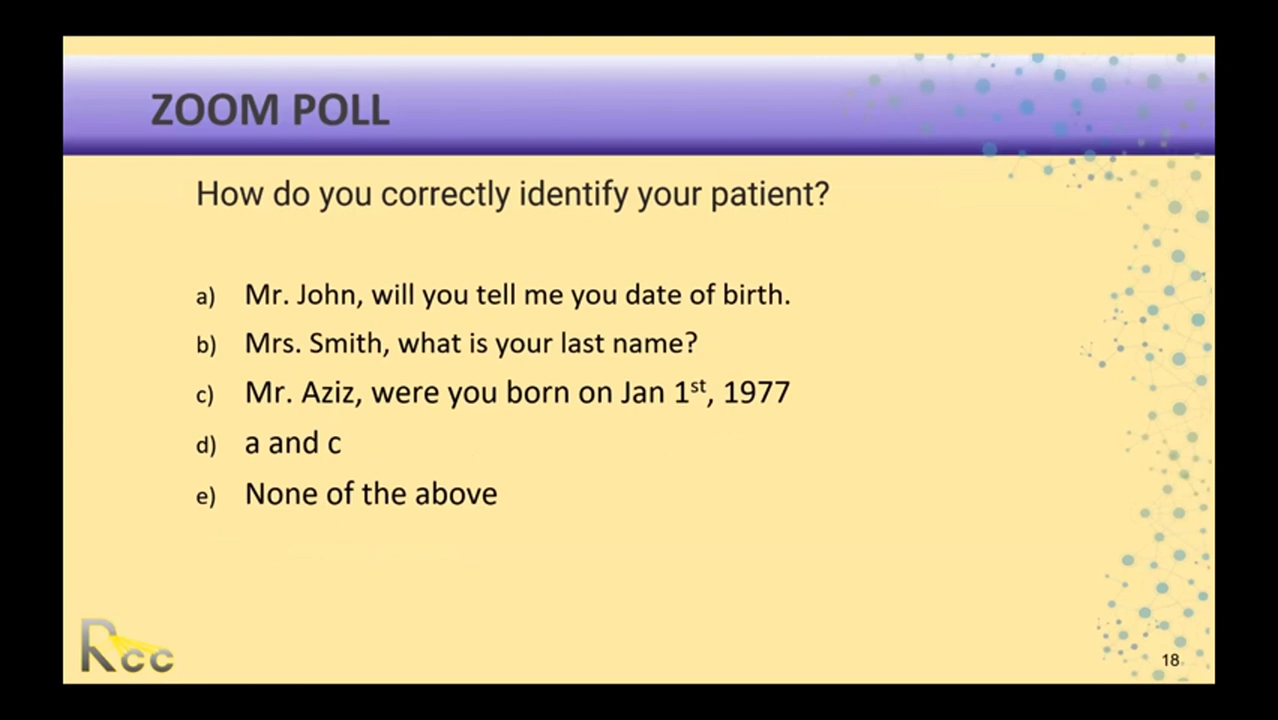 ZOOM POLL
How do you correctly identify your patient?
a) Mr. John, will you tell me you date of birth.
b) Mrs. Smith, what is your last name?
c) Mr. Aziz, were you born on Jan 1st, 1977
d) a and c
e) None of the above
Rcc
18